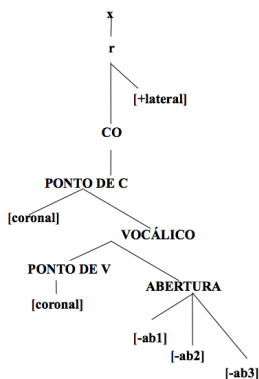 x
r
[+lateral]
CO
PONTO DE C
[coronal]
VOCÁLICO
PONTO DE V
ABERTURA
[coronal]
[-ab1]
[-ab2]
[-ab3]